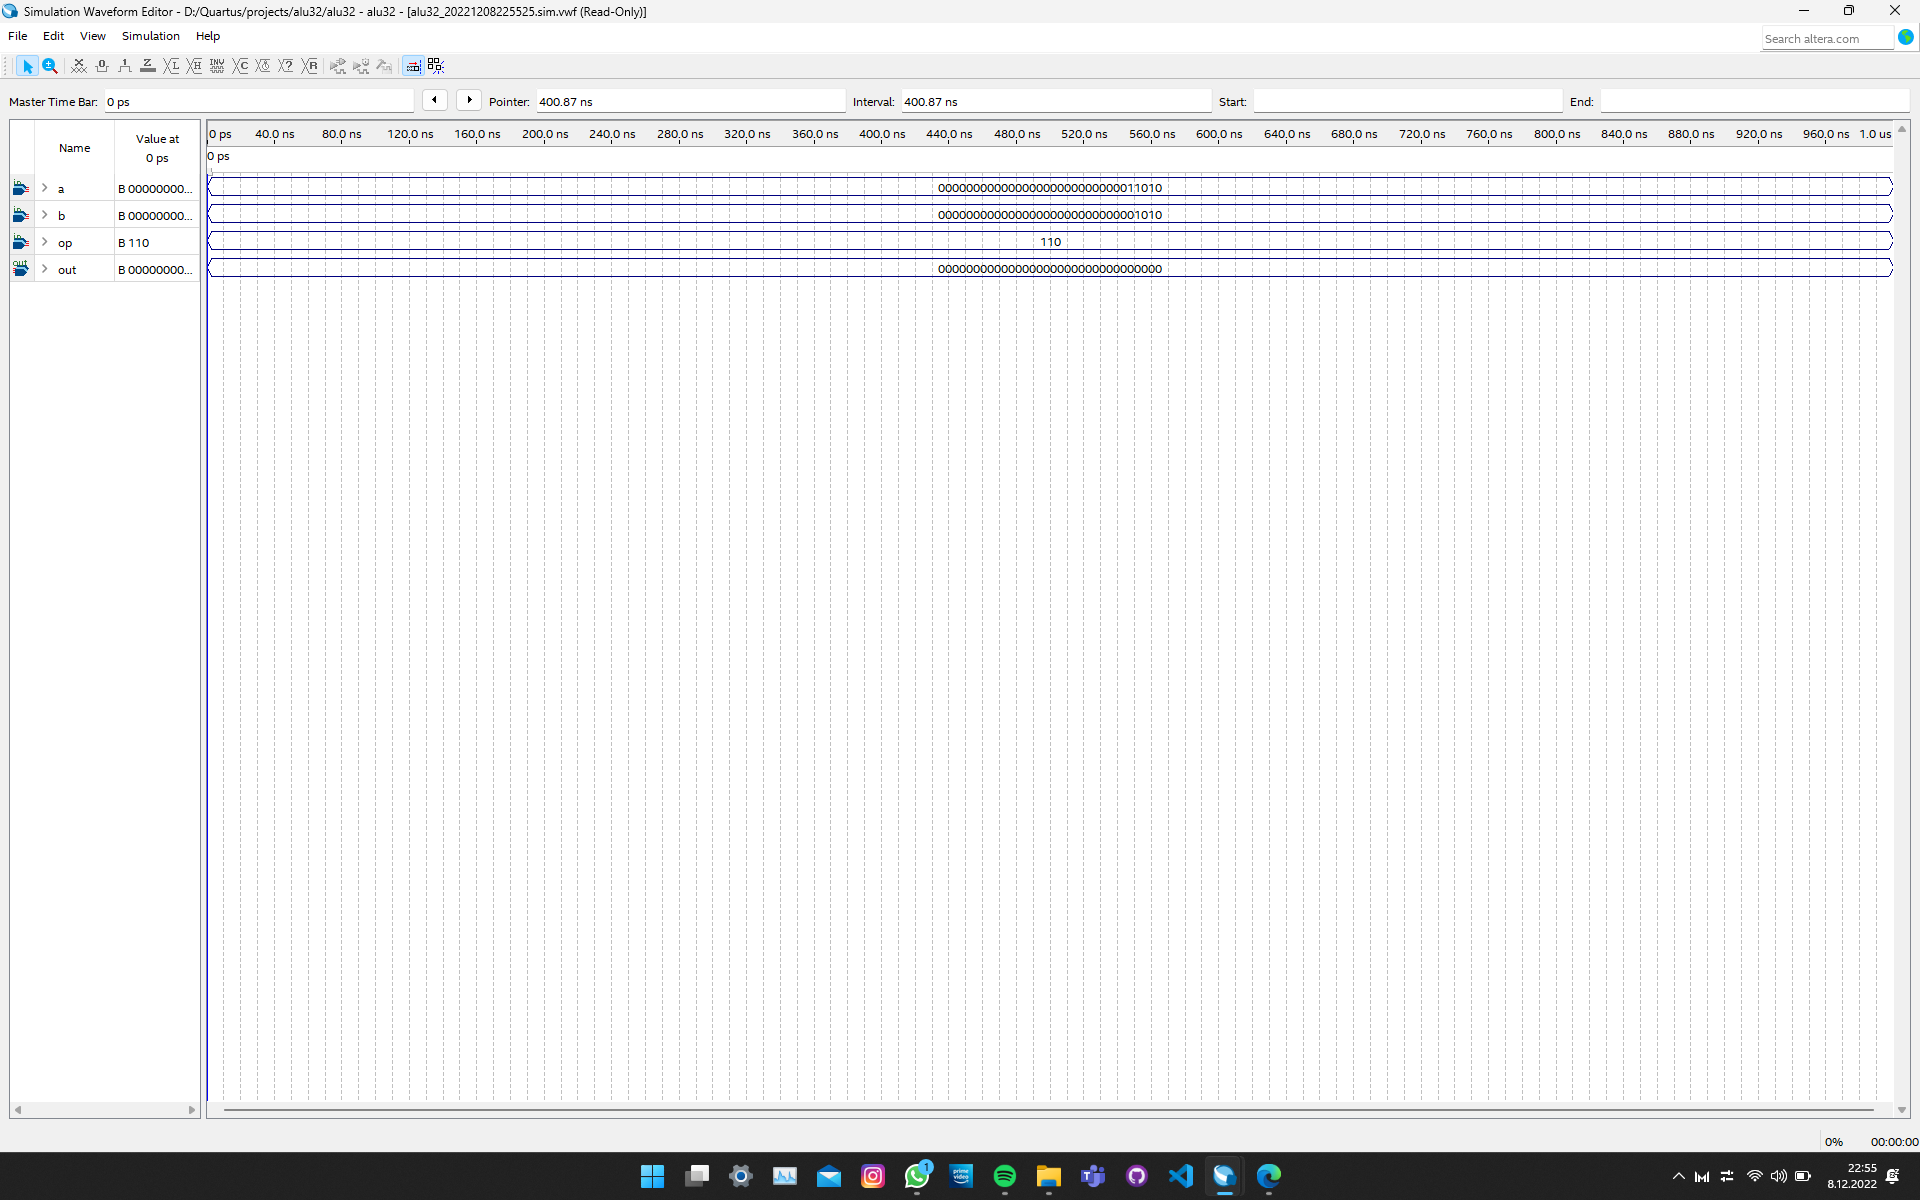 Simulation Waveform Editor - D:/Quartus/projects/alu32/alu32 - alu32 - [alu32_20221208225525.sim.vwf (Read-Only)]
File Edit View Simulation Help
Search altera.com
Master Time Bar: 0 ps Pointer: 400.87 ns Interval: 400.87 ns Start: End:
Name Value at 0 ps
0 ps 40.0 ns 80.0 ns 120.0 ns 160.0 ns 200.0 ns 240.0 ns 280.0 ns 320.0 ns 360.0 ns 400.0 ns 440.0 ns 480.0 ns 520.0 ns 560.0 ns 600.0 ns 640.0 ns 680.0 ns 720.0 ns 760.0 ns 800.0 ns 840.0 ns 880.0 ns 920.0 ns 960.0 ns 1.0 us
0 ps
a B 00000000... 00000000000000000000000000011010
b B 00000000... 00000000000000000000000000001010
op B 110 110
out B 00000000... 00000000000000000000000000000000
0% 00:00:00
1
prime video
22:55
8.12.2022